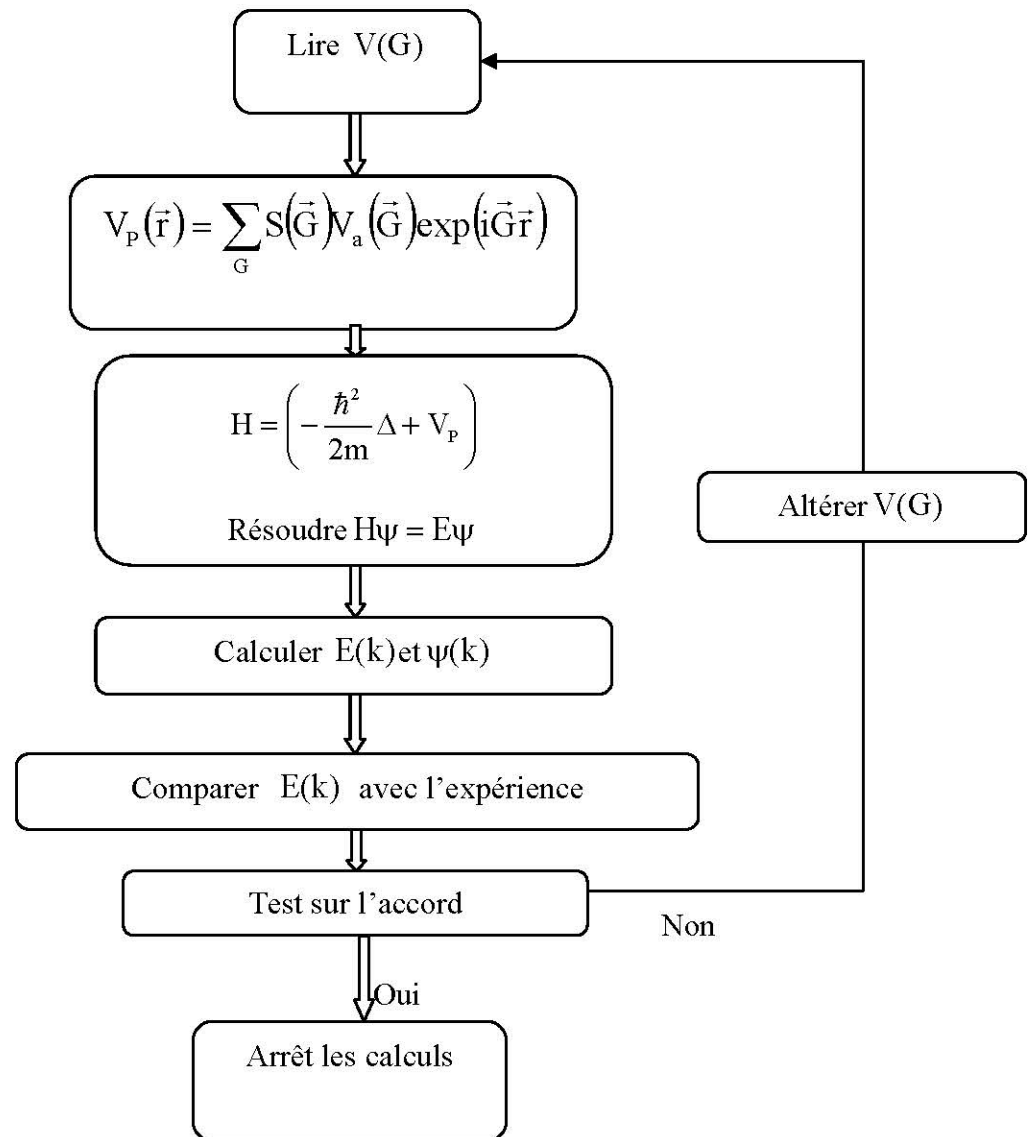 Lire V(G)
V_P(r⃗) = ∑_G S(G⃗)V_a(G⃗)exp(iG⃗r⃗)
H = (−ℏ²/2m Δ + V_P)
Résoudre Hψ = Eψ
Altérer V(G)
Calculer E(k) et ψ(k)
Comparer E(k) avec l’expérience
Test sur l’accord
Non
Oui
Arrêt les calculs